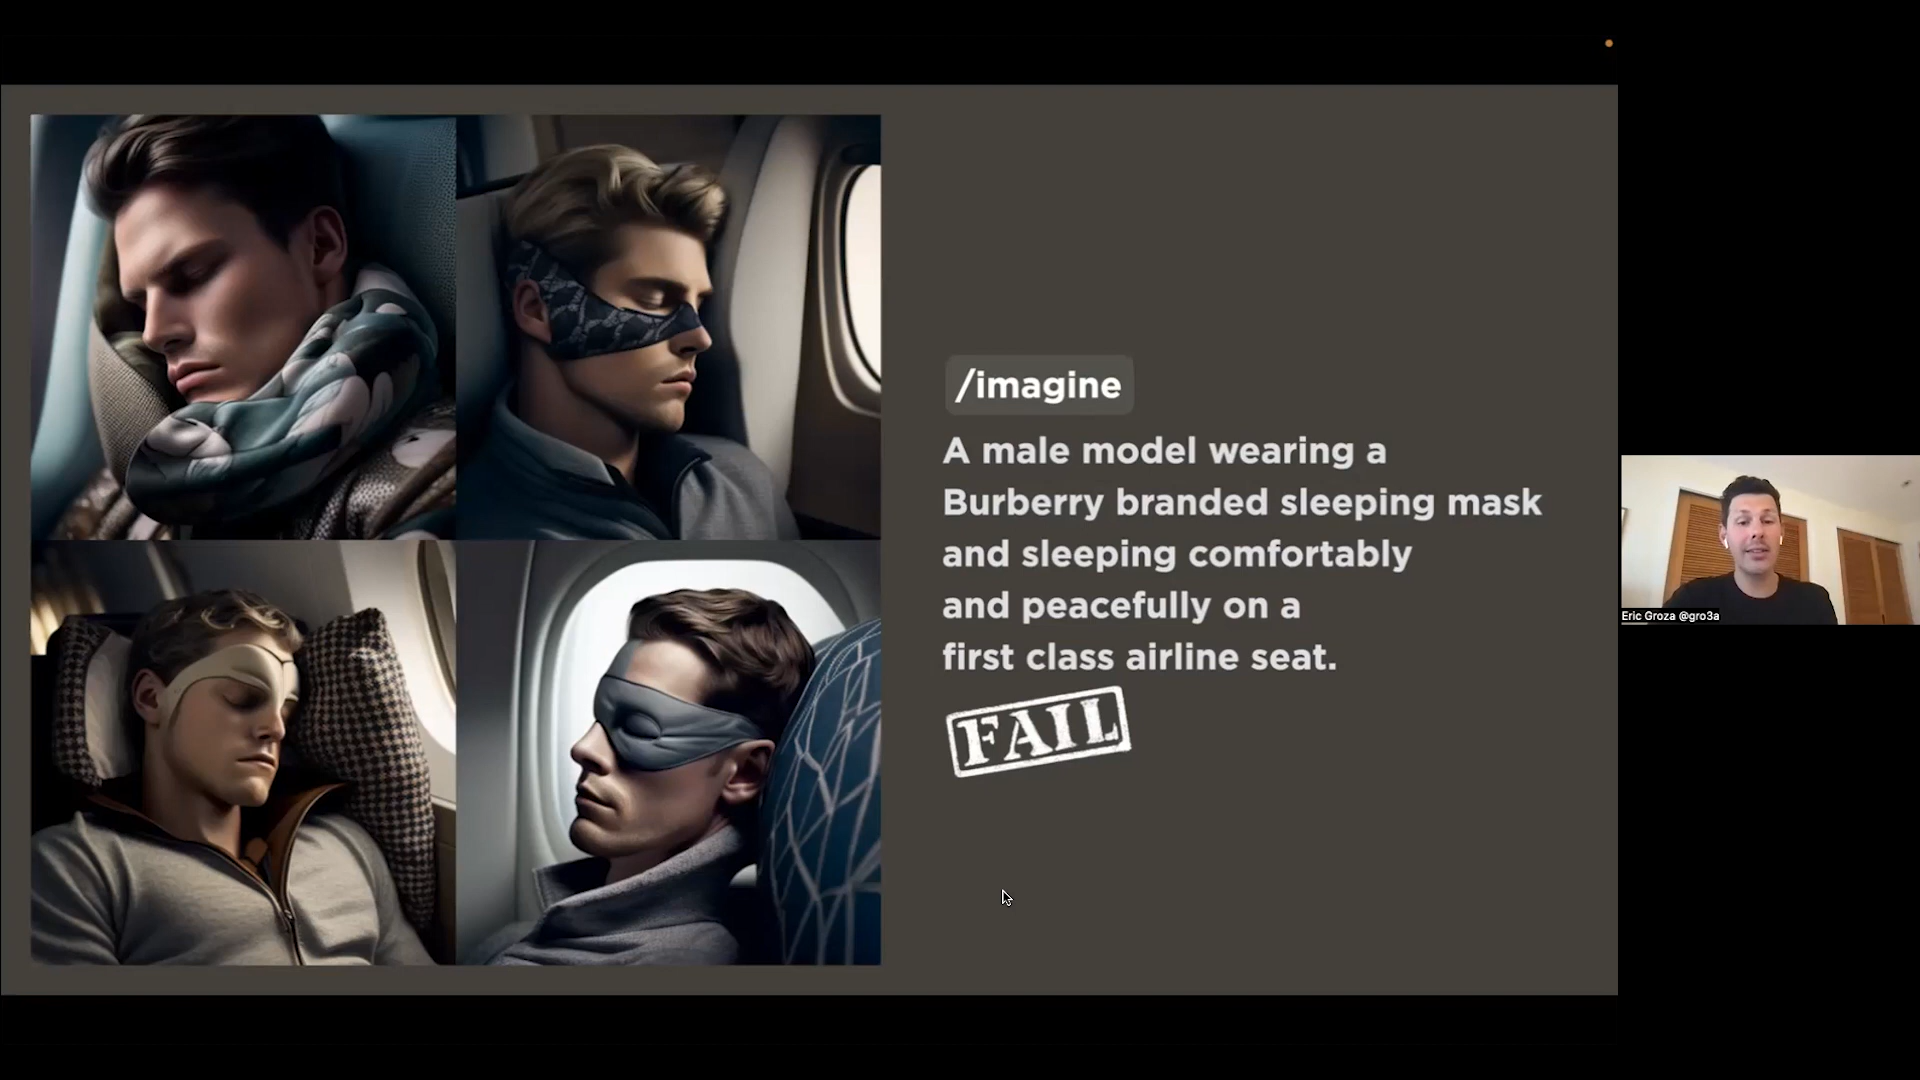 /imagine
A male model wearing a
Burberry branded sleeping mask
and sleeping comfortably
and peacefully on a
first class airline seat.
FAIL
Eric Groza @gro3a